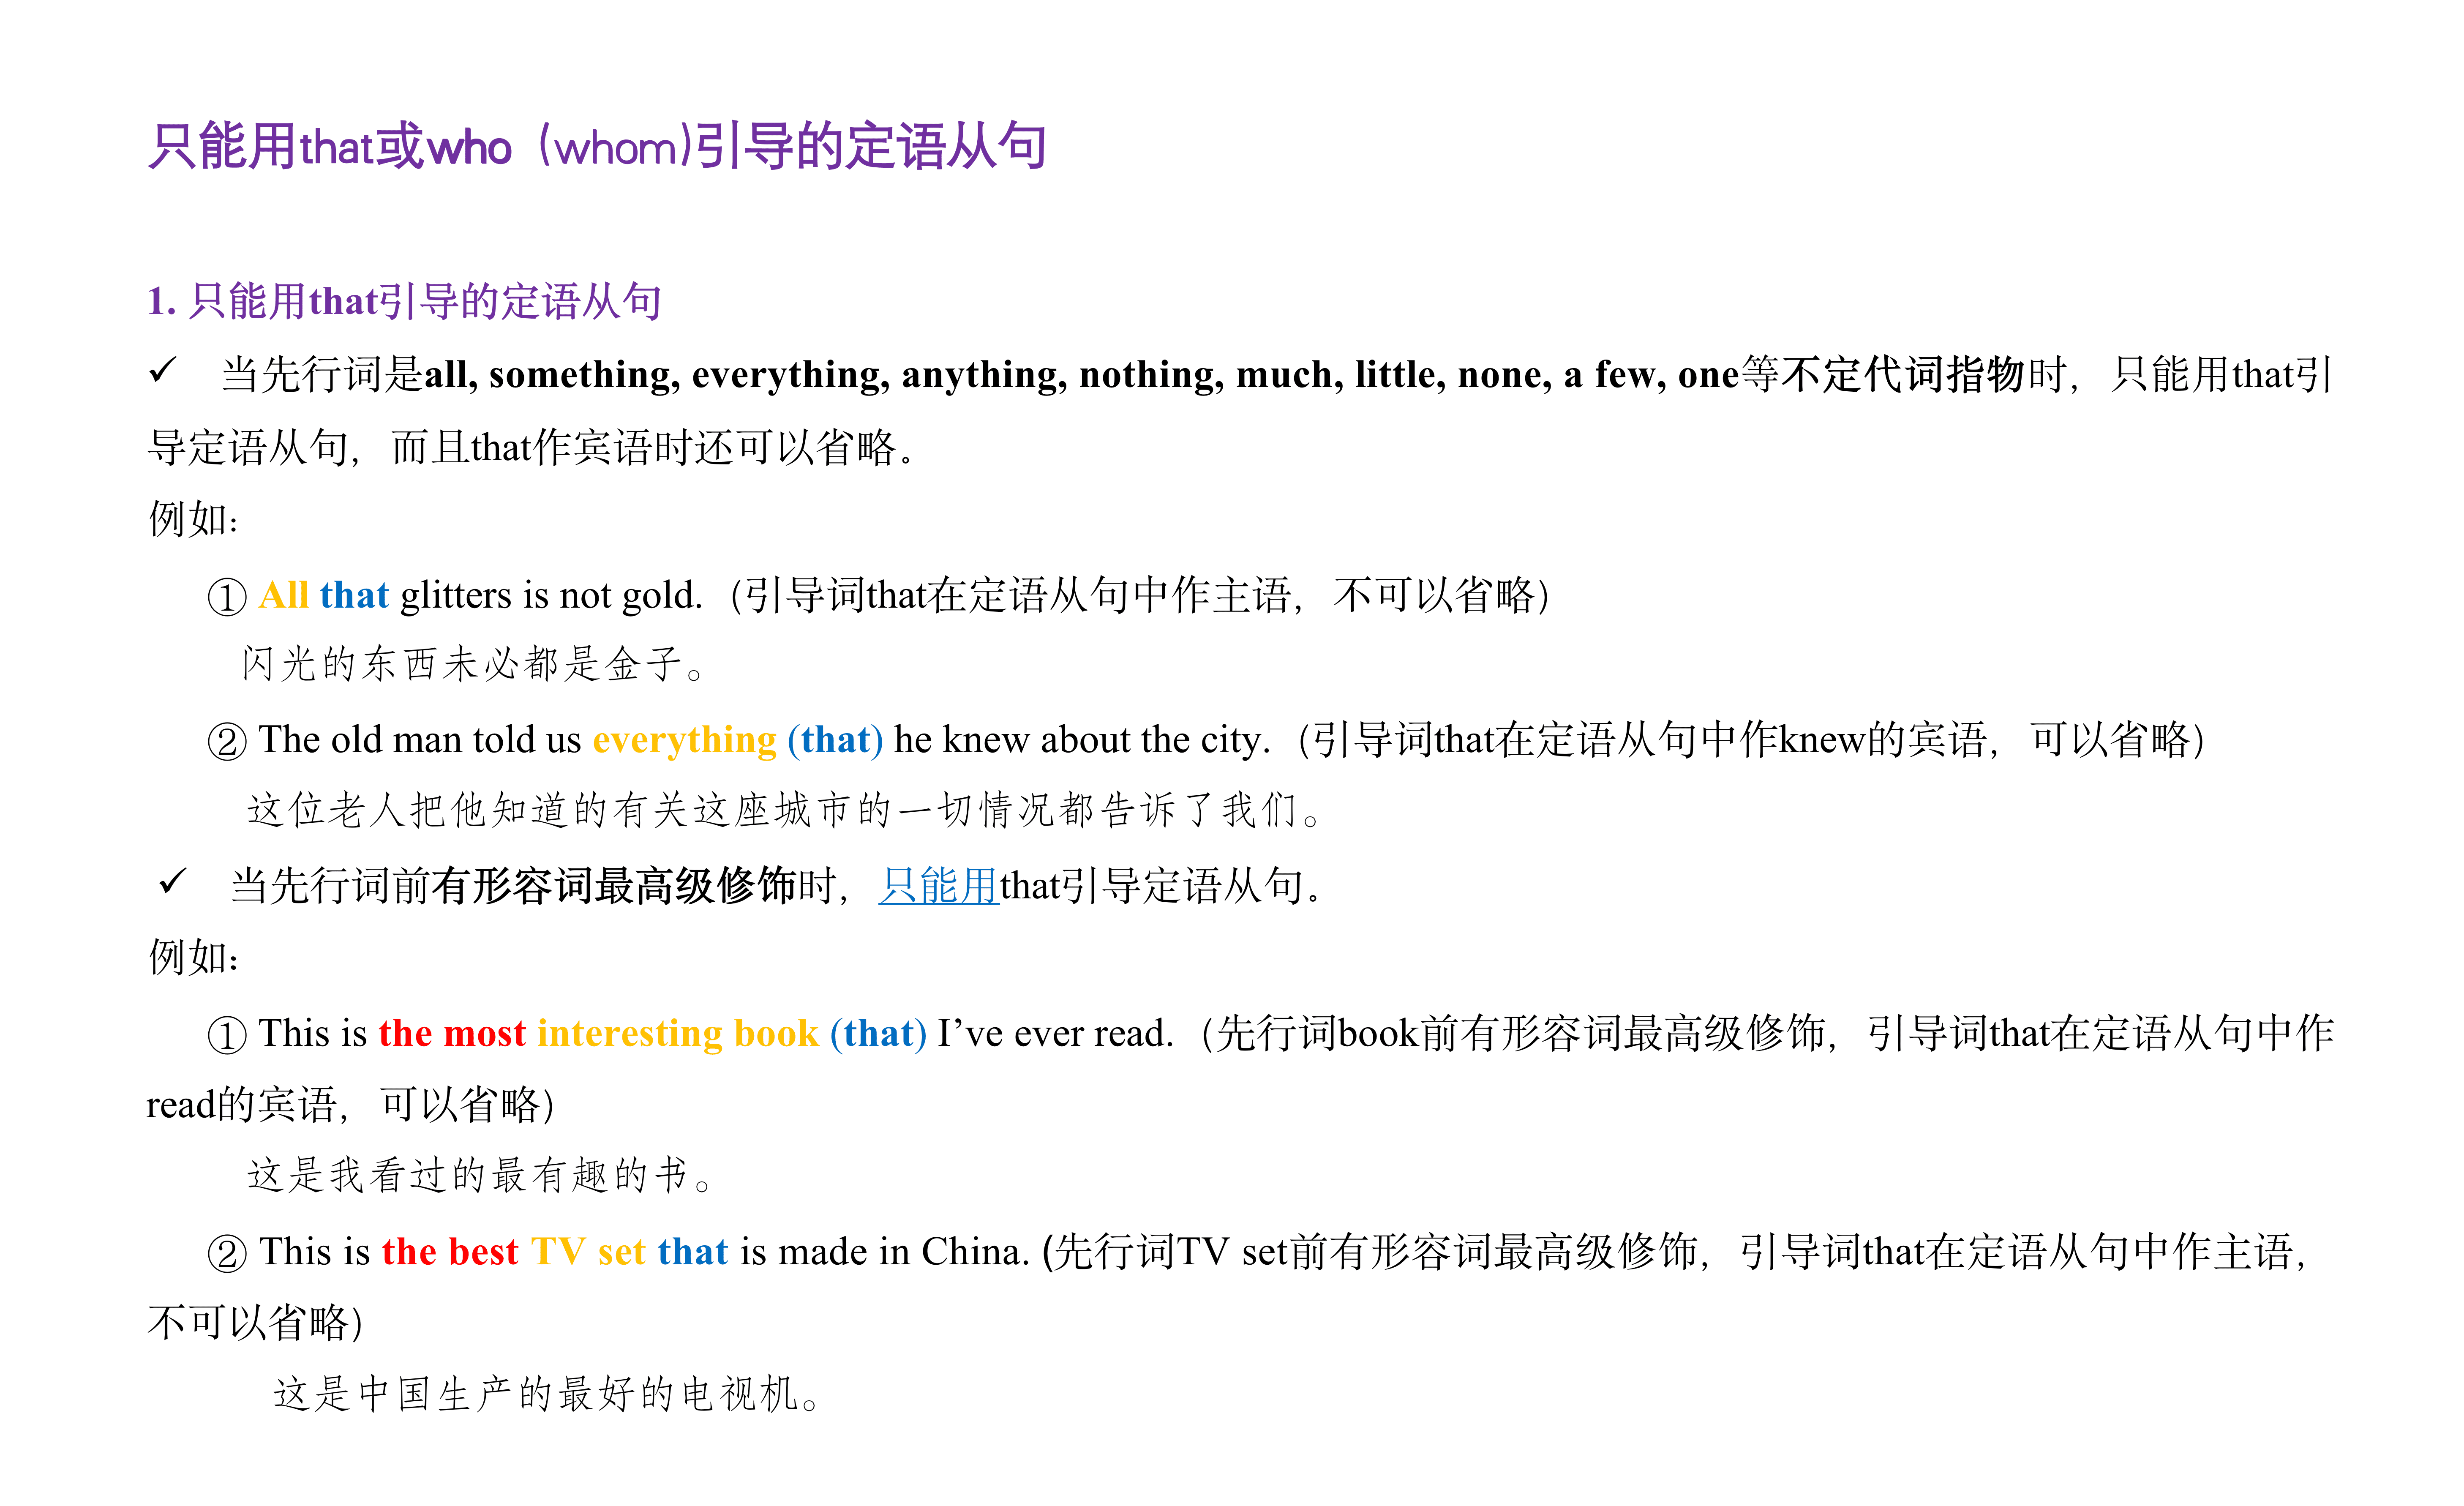 只能用that或who（whom)引导的定语从句
1. 只能用that引导的定语从句
✓ 当先行词是all, something, everything, anything, nothing, much, little, none, a few, one等不定代词指物时，只能用that引
导定语从句，而且that作宾语时还可以省略。
例如：
① All that glitters is not gold.（引导词that在定语从句中作主语，不可以省略）
闪光的东西未必都是金子。
② The old man told us everything (that) he knew about the city.（引导词that在定语从句中作knew的宾语，可以省略）
这位老人把他知道的有关这座城市的一切情况都告诉了我们。
✓ 当先行词前有形容词最高级修饰时，只能用that引导定语从句。
例如：
① This is the most interesting book (that) I’ve ever read.（先行词book前有形容词最高级修饰，引导词that在定语从句中作
read的宾语，可以省略）
这是我看过的最有趣的书。
② This is the best TV set that is made in China. (先行词TV set前有形容词最高级修饰，引导词that在定语从句中作主语，
不可以省略）
这是中国生产的最好的电视机。